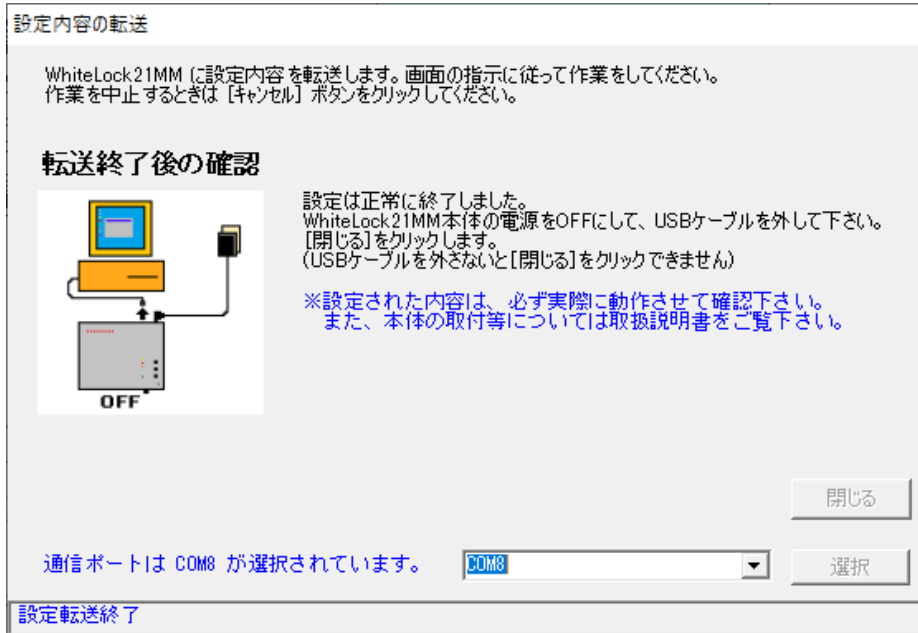 設定内容の転送
WhiteLock21MM に設定内容を転送します。画面の指示に従って作業をしてください。
作業を中止するときは [キャンセル] ボタンをクリックしてください。
転送終了後の確認
設定は正常に終了しました。
WhiteLock21MM本体の電源をOFFにして、USBケーブルを外して下さい。
[閉じる]をクリックします。
(USBケーブルを外さないと[閉じる]をクリックできません)
※設定された内容は、必ず実際に動作させて確認下さい。
また、本体の取付等については取扱説明書をご覧下さい。
OFF
閉じる
通信ポートは COM8 が選択されています。
COM8
選択
設定転送終了